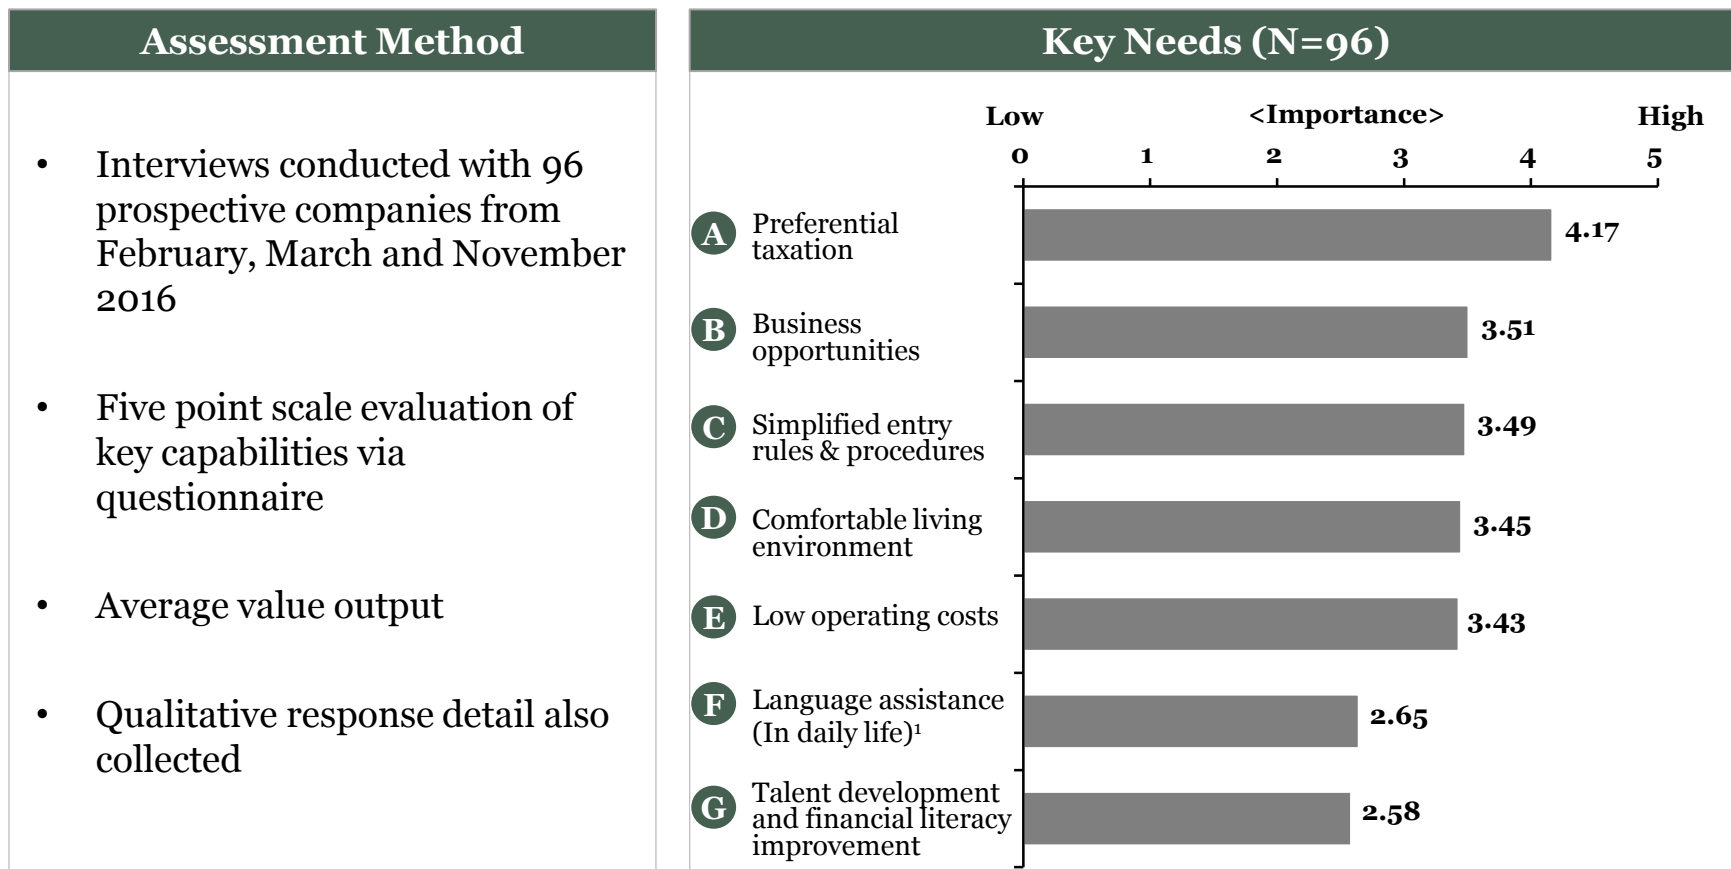 Assessment Method
• Interviews conducted with 96
prospective companies from
February, March and November
2016
• Five point scale evaluation of
key capabilities via
questionnaire
• Average value output
• Qualitative response detail also
collected
Key Needs (N=96)
Low <Importance> High
0 1 2 3 4 5
A Preferential
taxation
4.17
B Business
opportunities
3.51
C Simplified entry
rules & procedures
3.49
D Comfortable living
environment
3.45
E Low operating costs
3.43
F Language assistance
(In daily life)¹
2.65
G Talent development
and financial literacy
improvement
2.58